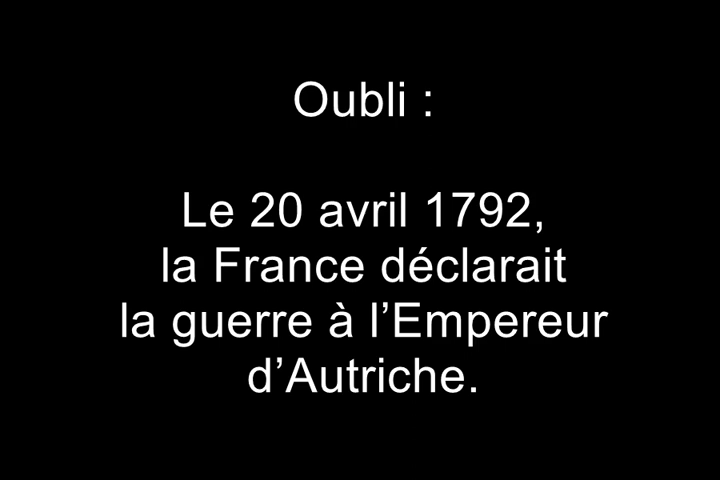 Oubli :
Le 20 avril 1792,
la France déclarait
la guerre à l’Empereur
d’Autriche.